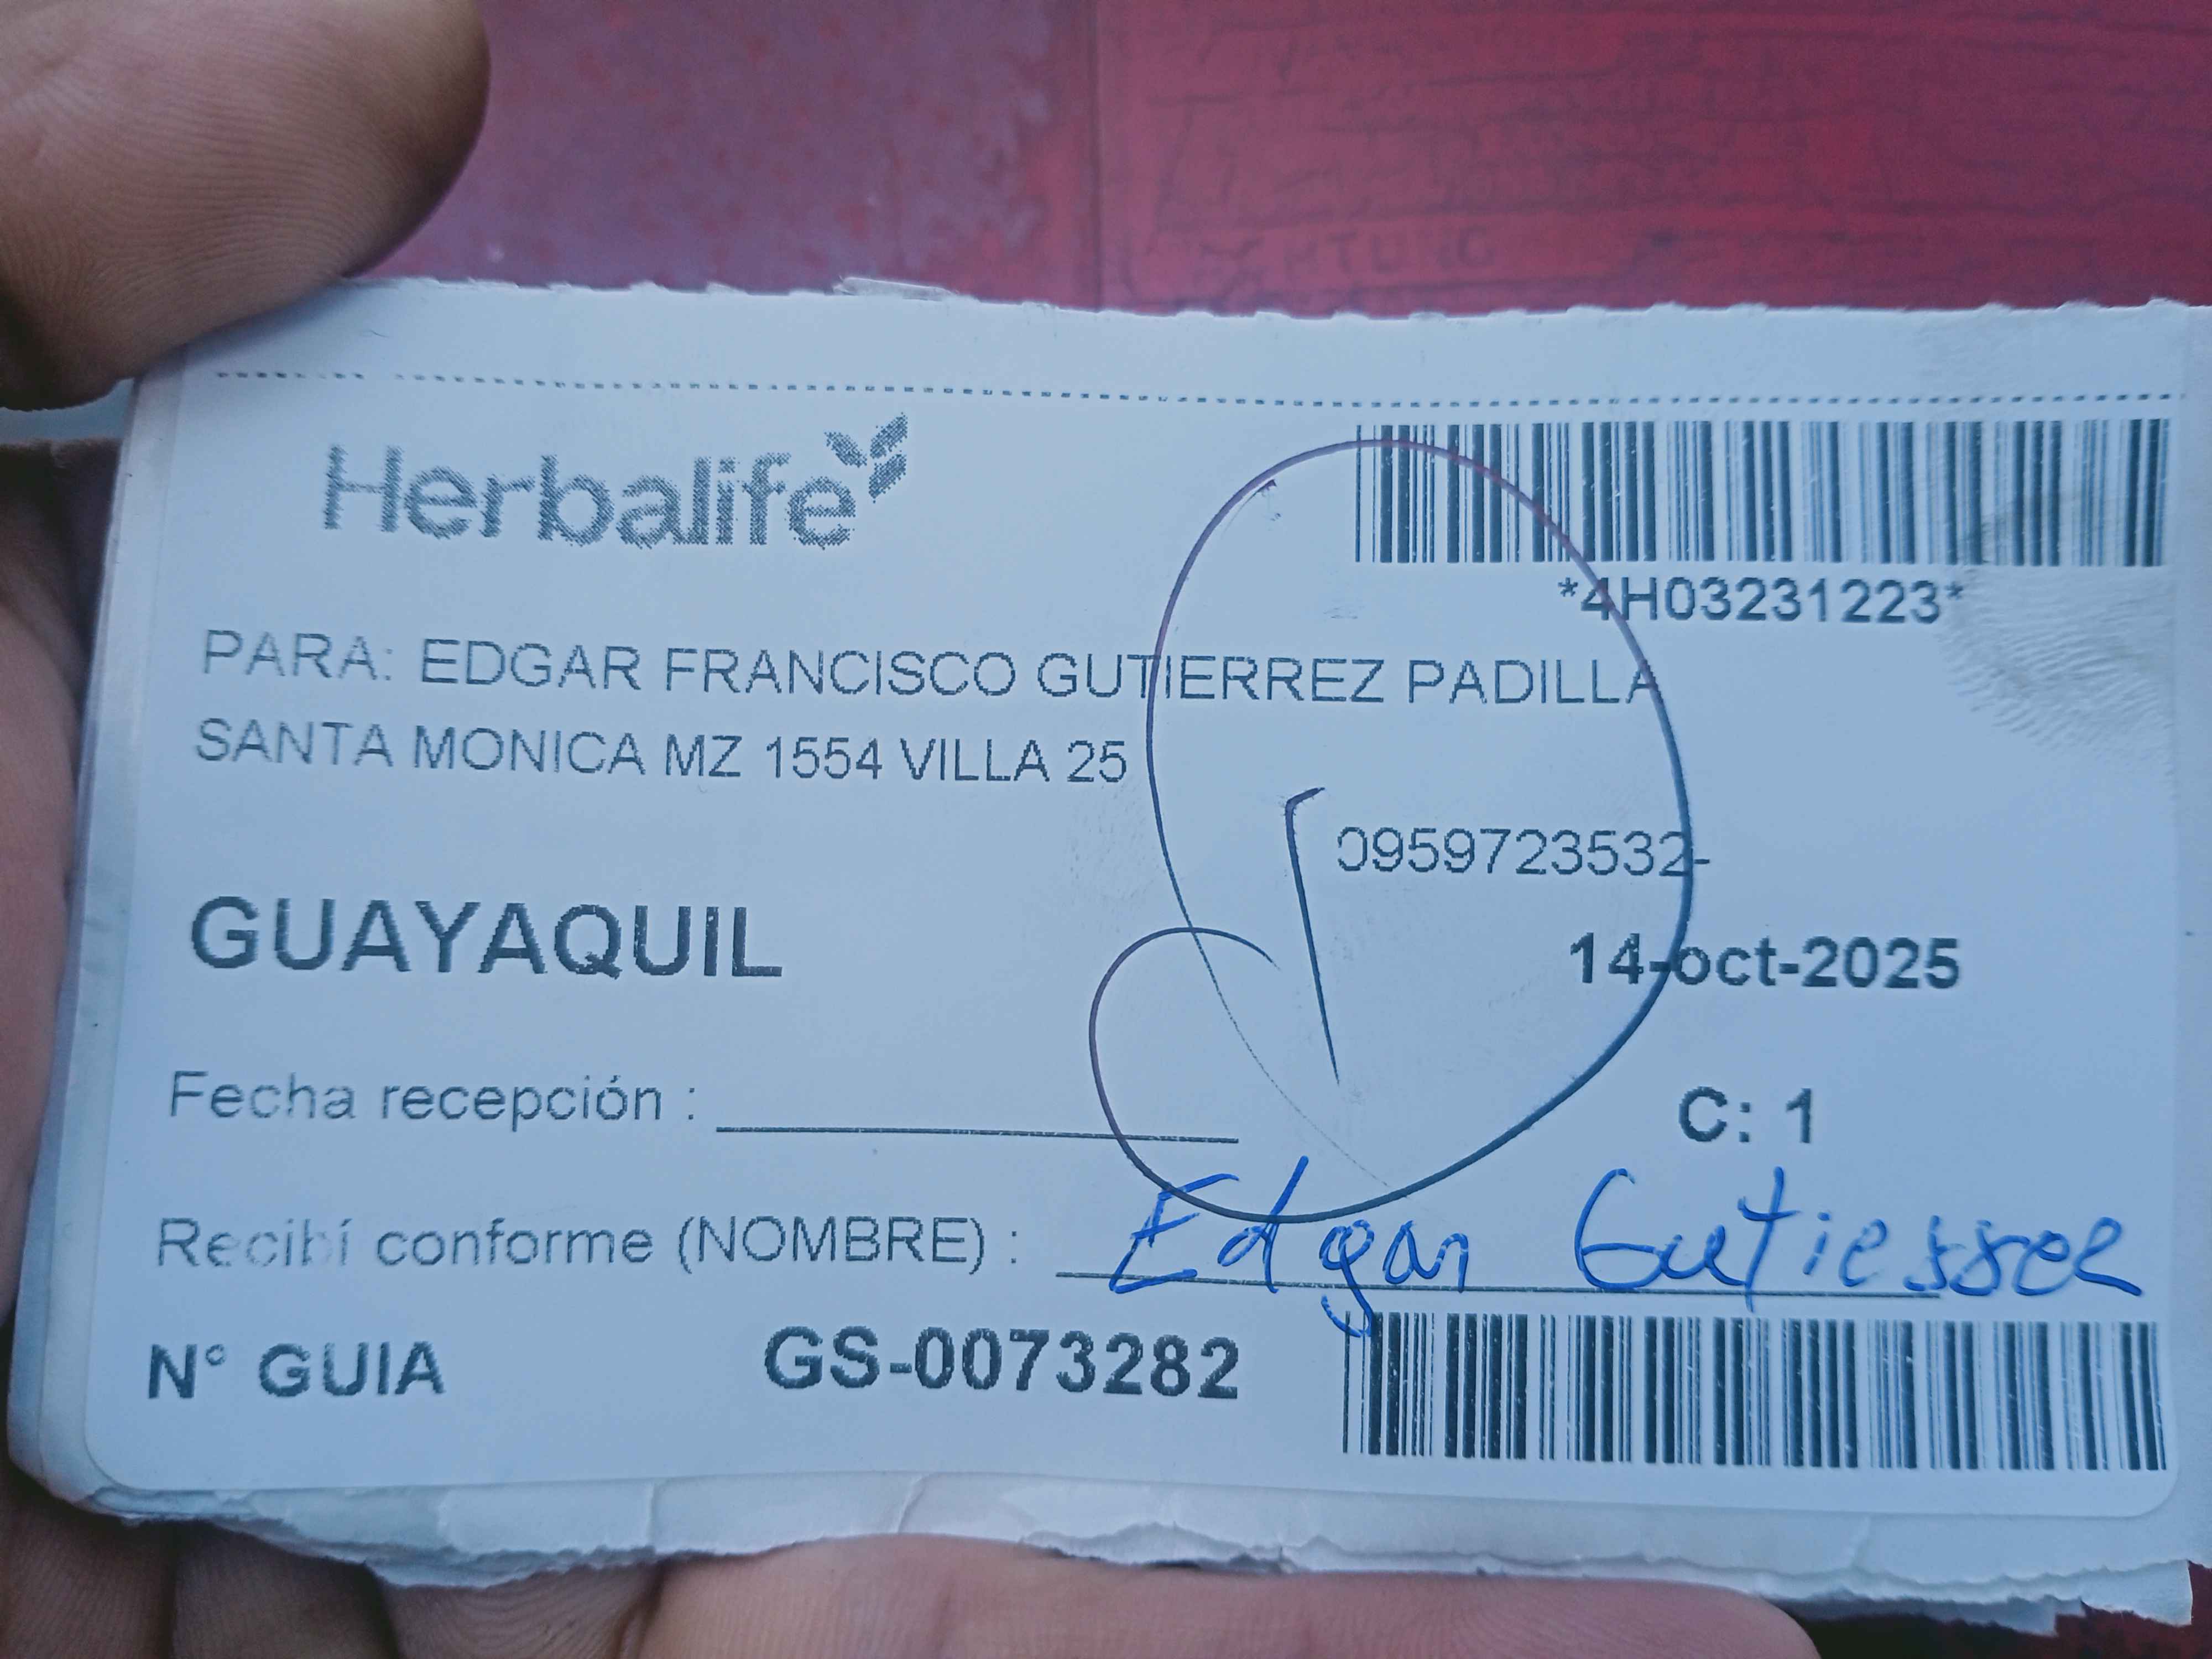 Herbalife
*4H03231223*
PARA: EDGAR FRANCISCO GUTIERREZ PADILLA
SANTA MONICA MZ 1554 VILLA 25
0959723532-
GUAYAQUIL
14-oct-2025
Fecha recepción :
C: 1
Recibí conforme (NOMBRE) : Edgar Gutierrez
N° GUIA GS-0073282